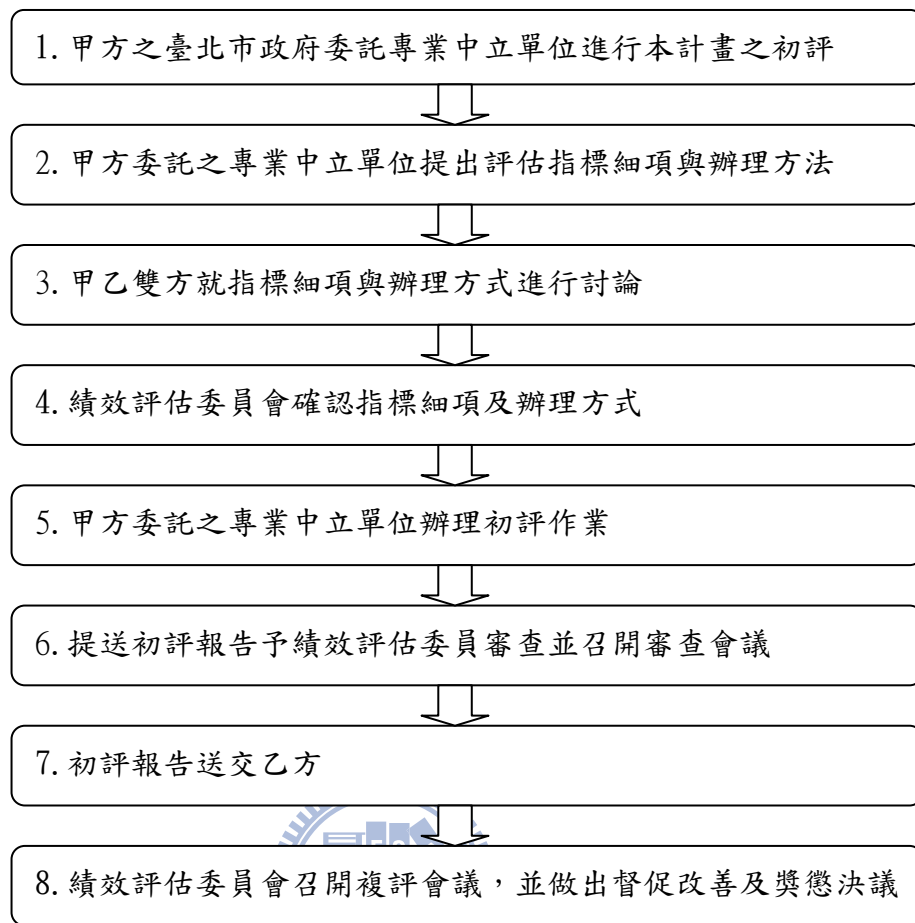 1. 甲方之臺北市政府委託專業中立單位進行本計畫之初評
2. 甲方委託之專業中立單位提出評估指標細項與辦理方法
3. 甲乙雙方就指標細項與辦理方式進行討論
4. 績效評估委員會確認指標細項及辦理方式
5. 甲方委託之專業中立單位辦理初評作業
6. 提送初評報告予績效評估委員審查並召開審查會議
7. 初評報告送交乙方
8. 績效評估委員會召開複評會議，並做出督促改善及獎懲決議